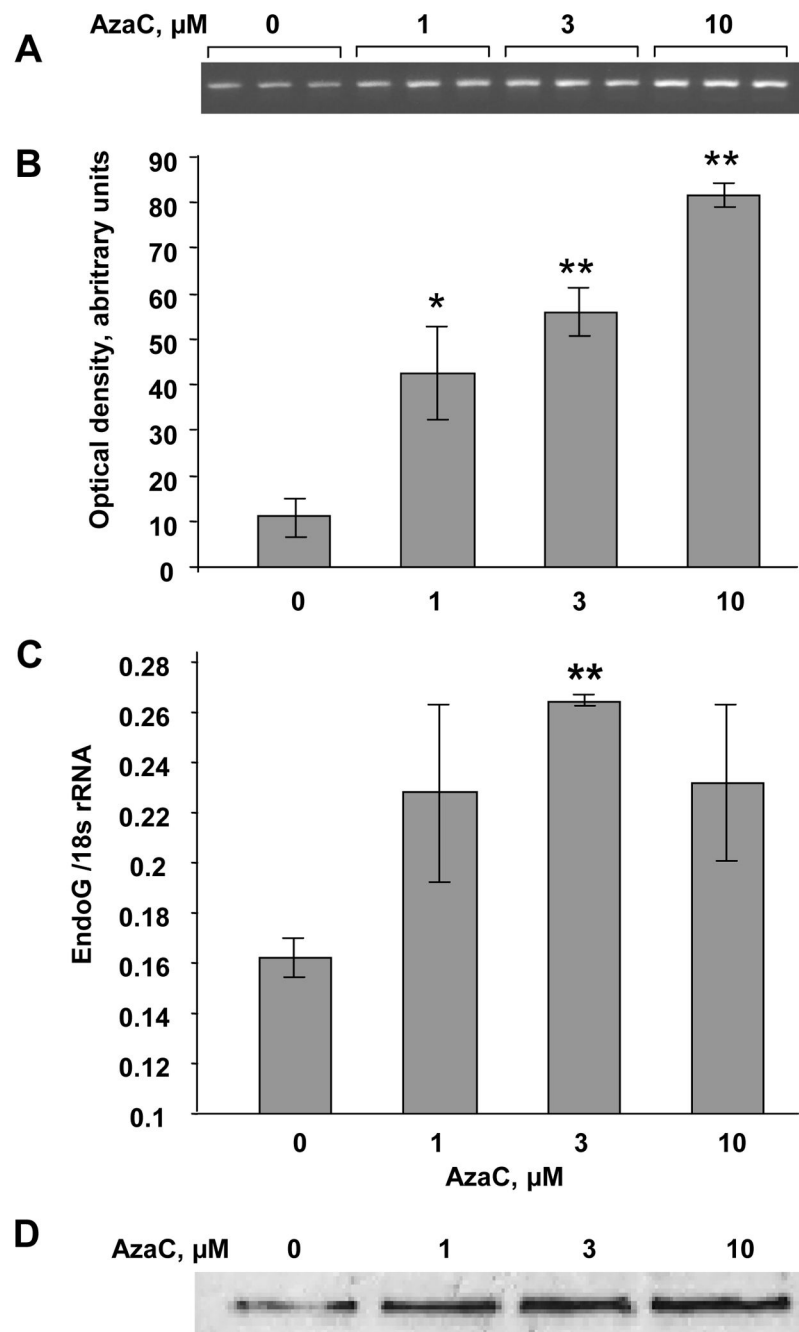 AzaC, µM 0 1 3 10
A
B
Optical density, abritrary units
90
80
70
60
50
40
30
20
10
0
*
**
**
0 1 3 10
C
EndoG /18s rRNA
0.28
0.26
0.24
0.22
0.2
0.18
0.16
0.14
0.12
0.1
**
0 1 3 10
AzaC, µM
D
AzaC, µM 0 1 3 10